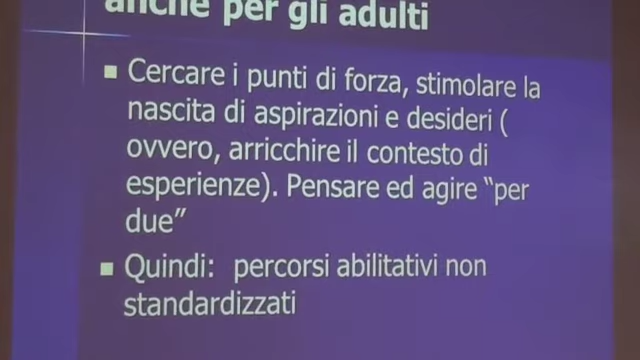 anche per gli adulti
Cercare i punti di forza, stimolare la
nascita di aspirazioni e desideri (
ovvero, arricchire il contesto di
esperienze). Pensare ed agire “per
due”
Quindi: percorsi abilitativi non
standardizzati